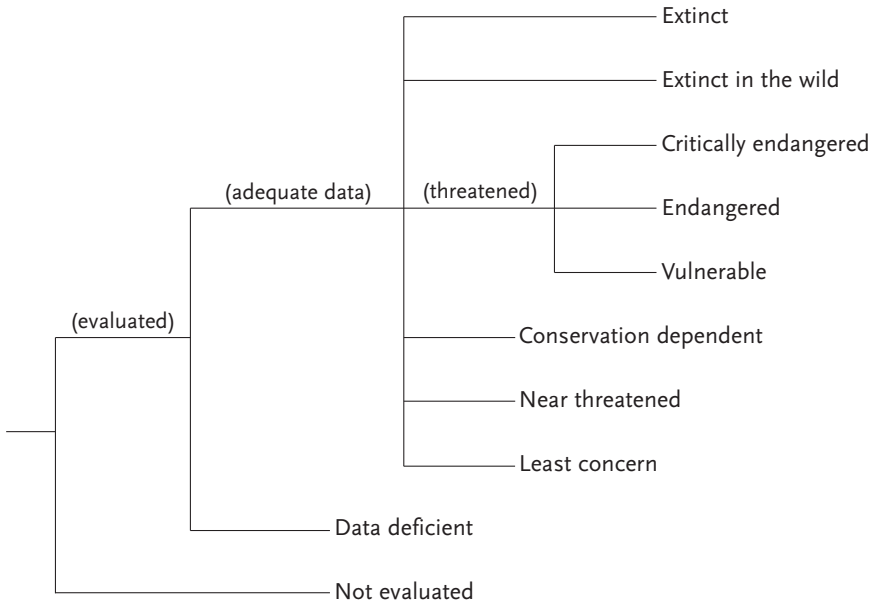 Extinct
Extinct in the wild
Critically endangered
(adequate data)
(threatened)
Endangered
Vulnerable
(evaluated)
Conservation dependent
Near threatened
Least concern
Data deficient
Not evaluated